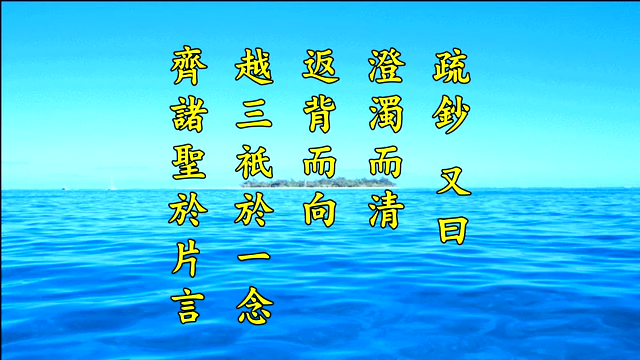 疏鈔 又曰
澄濁而清
返背而向
越三祇於一念
齊諸聖於片言